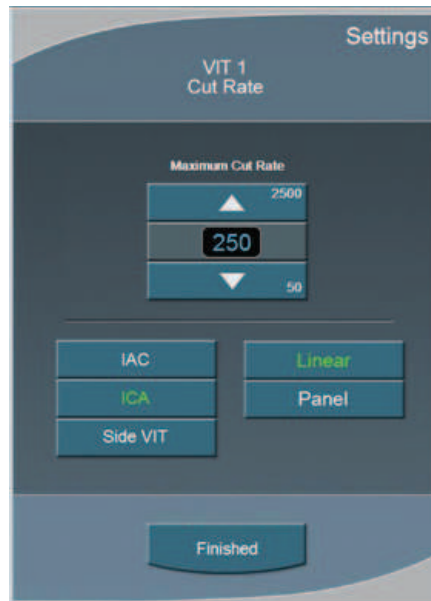 Settings
VIT 1
Cut Rate
Maximum Cut Rate
2500
250
50
IAC
Linear
ICA
Panel
Side VIT
Finished